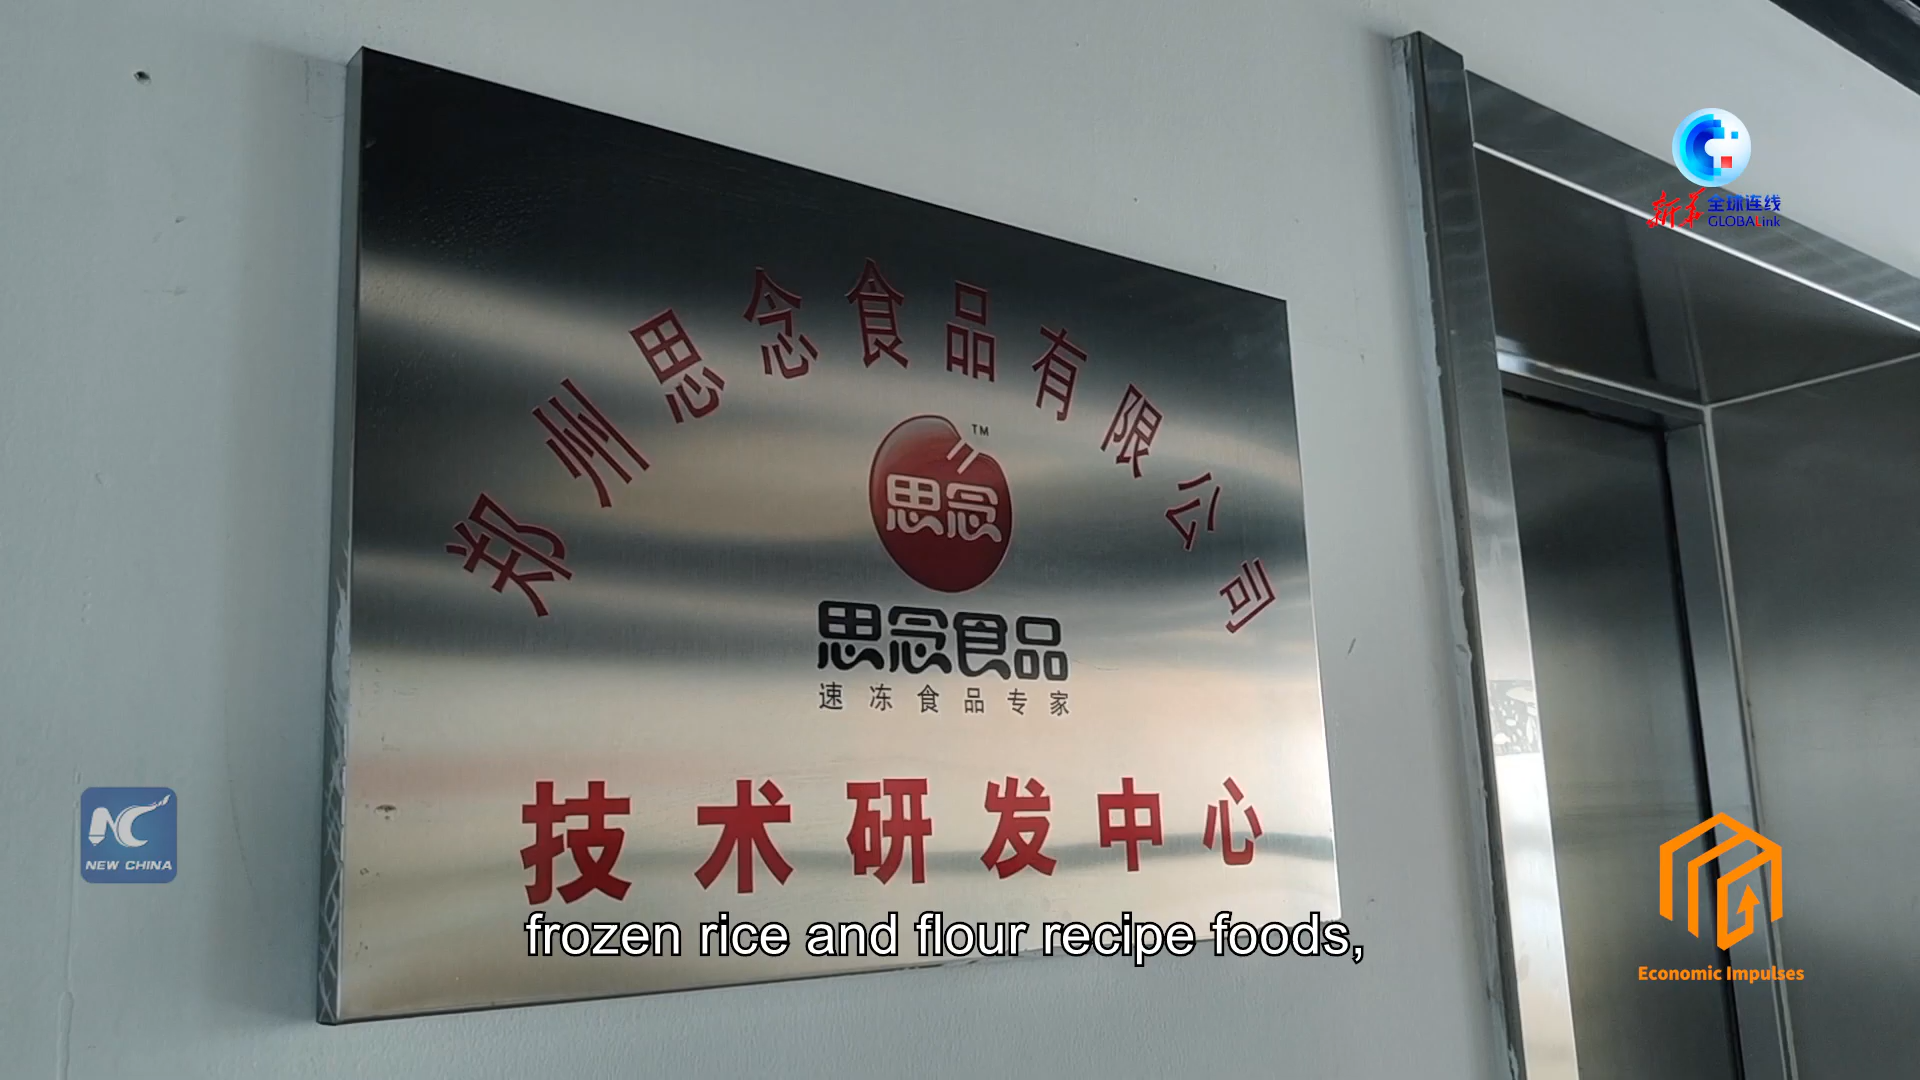 郑州思念食品有限公司
TM
思念
思念食品
速冻食品专家
技术研发中心
frozen rice and flour recipe foods,
新华 全球连线
GLOBALink
NC
NEW CHINA
Economic Impulses